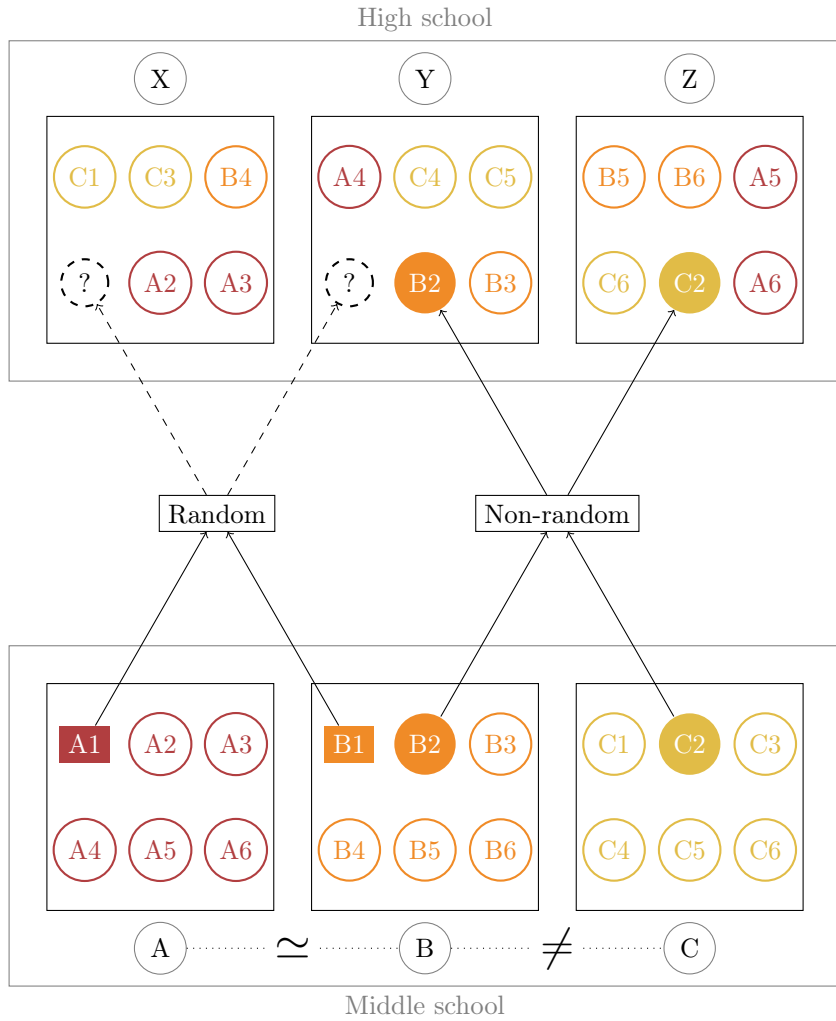 High school
X Y Z
C1 C3 B4 A4 C4 C5 B5 B6 A5
? A2 A3 ? B2 B3 C6 C2 A6
Random Non-random
A1 A2 A3 B1 B2 B3 C1 C2 C3
A4 A5 A6 B4 B5 B6 C4 C5 C6
A ≃ B ≠ C
Middle school